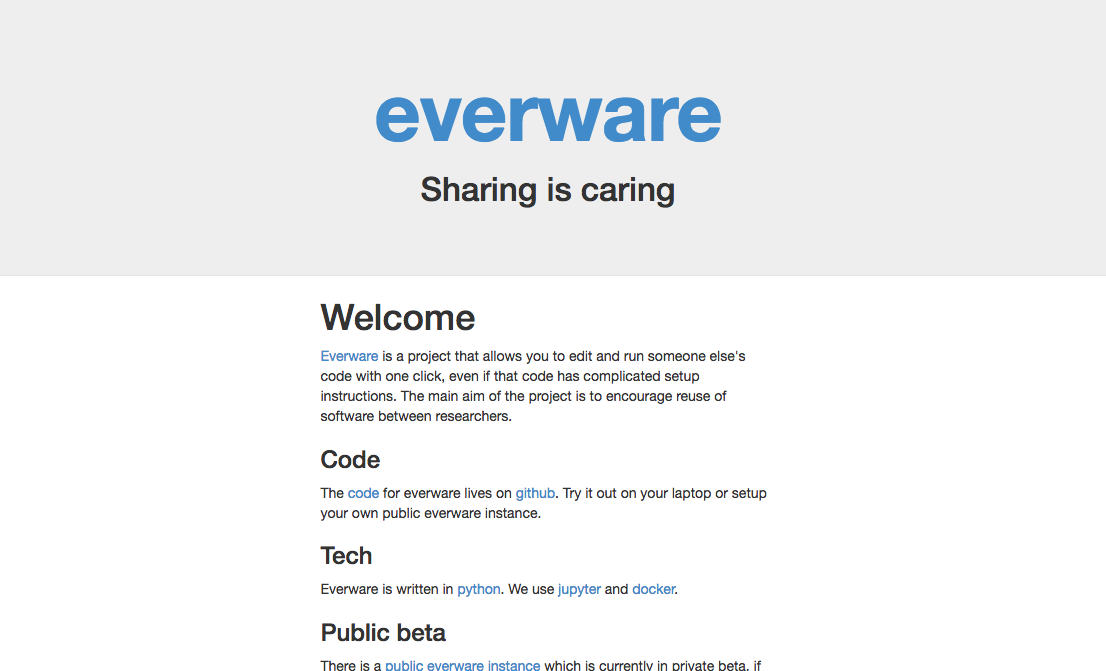 everware
Sharing is caring
Welcome
Everware is a project that allows you to edit and run someone else's
code with one click, even if that code has complicated setup
instructions. The main aim of the project is to encourage reuse of
software between researchers.
Code
The code for everware lives on github. Try it out on your laptop or setup
your own public everware instance.
Tech
Everware is written in python. We use jupyter and docker.
Public beta
There is a public everware instance which is currently in private beta, if